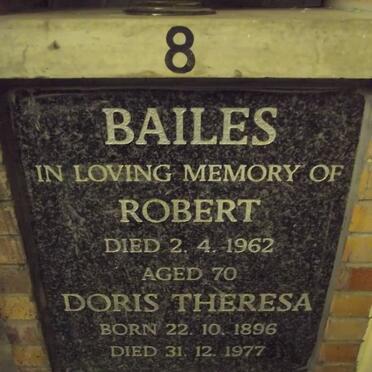 8
BAILES
IN LOVING MEMORY OF
ROBERT
DIED 2. 4. 1962
AGED 70
DORIS THERESA
BORN 22. 10. 1896
DIED 31. 12. 1977